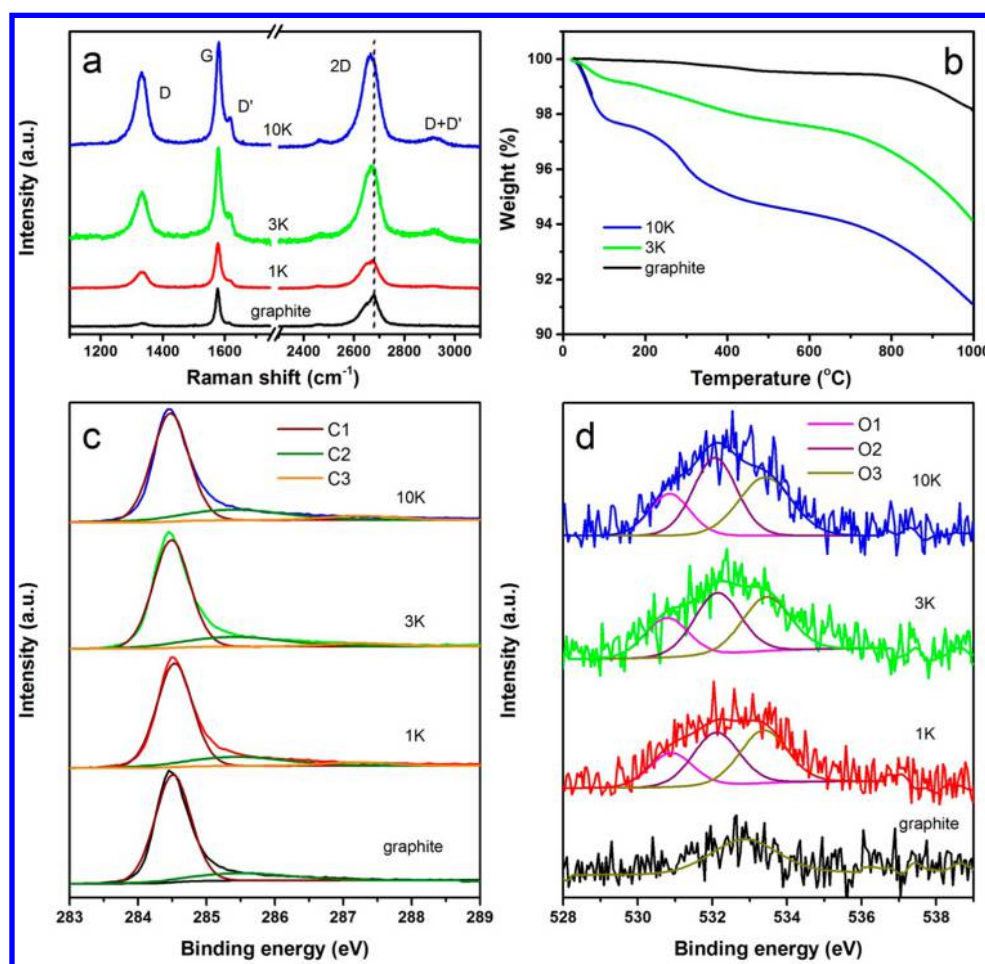 a
D
G
D'
2D
D+D'
10K
3K
1K
graphite
Intensity (a.u.)
1200 1400 1600 2400 2600 2800 3000
Raman shift (cm-1)
b
100
98
96
94
92
90
Weight (%)
10K
3K
graphite
0 200 400 600 800 1000
Temperature (oC)
c
C1
C2
C3
10K
3K
1K
graphite
Intensity (a.u.)
283 284 285 286 287 288 289
Binding energy (eV)
d
O1
O2
O3
10K
3K
1K
graphite
Intensity (a.u.)
528 530 532 534 536 538
Binding energy (eV)